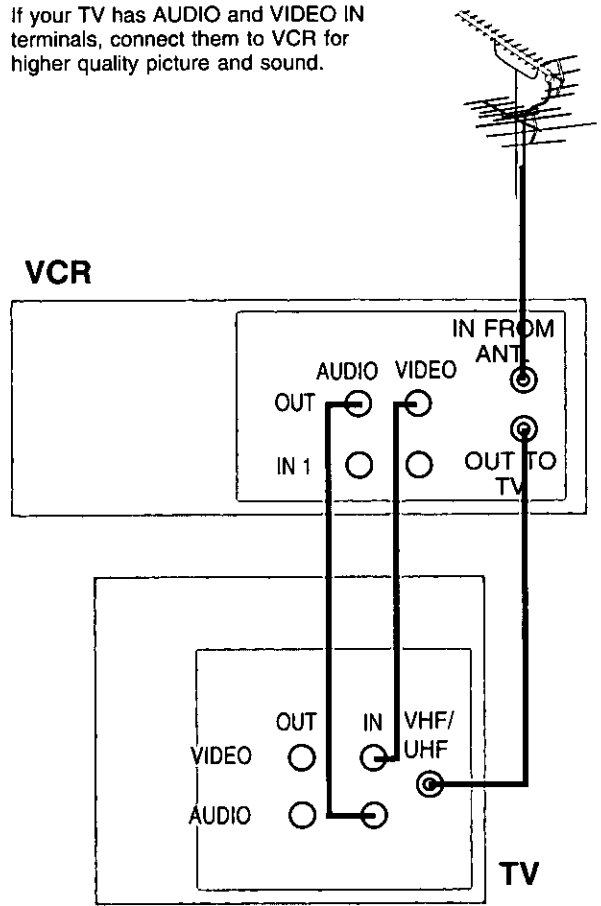 If your TV has AUDIO and VIDEO IN
terminals, connect them to VCR for
higher quality picture and sound.
VCR
IN FROM
ANT.
AUDIO VIDEO
OUT
IN 1
OUT TO
TV
OUT IN VHF/
UHF
VIDEO
AUDIO
TV